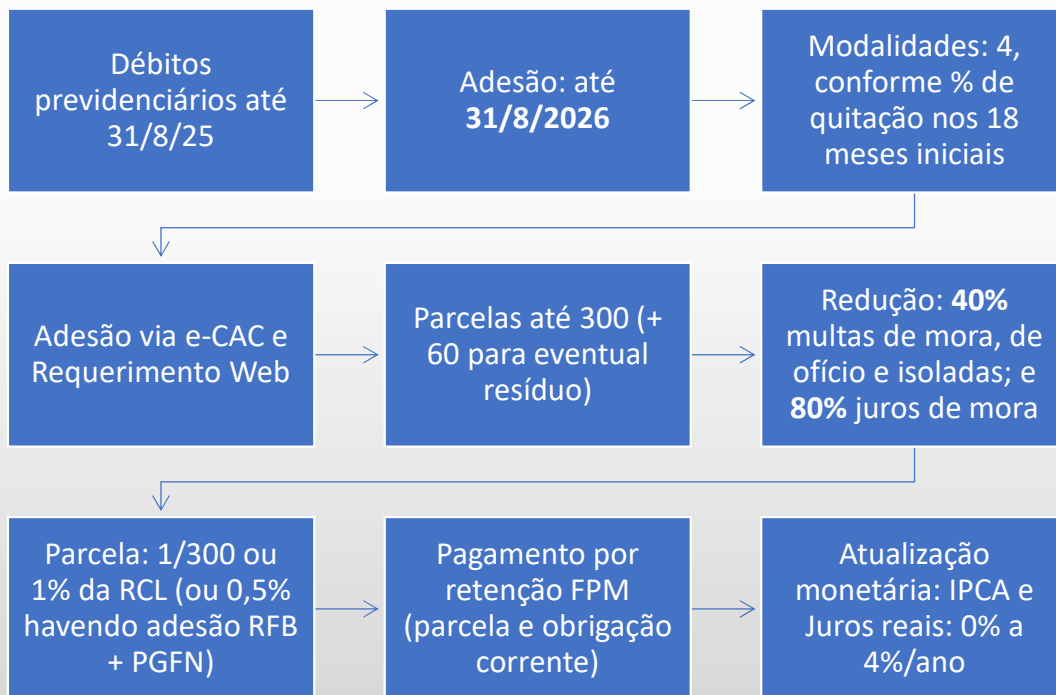 Débitos
previdenciários até
31/8/25
Adesão: até
31/8/2026
Modalidades: 4,
conforme % de
quitação nos 18
meses iniciais
Adesão via e-CAC e
Requerimento Web
Parcelas até 300 (+
60 para eventual
resíduo)
Redução: 40%
multas de mora, de
ofício e isoladas; e
80% juros de mora
Parcela: 1/300 ou
1% da RCL (ou 0,5%
havendo adesão RFB
+ PGFN)
Pagamento por
retenção FPM
(parcela e obrigação
corrente)
Atualização
monetária: IPCA e
Juros reais: 0% a
4%/ano